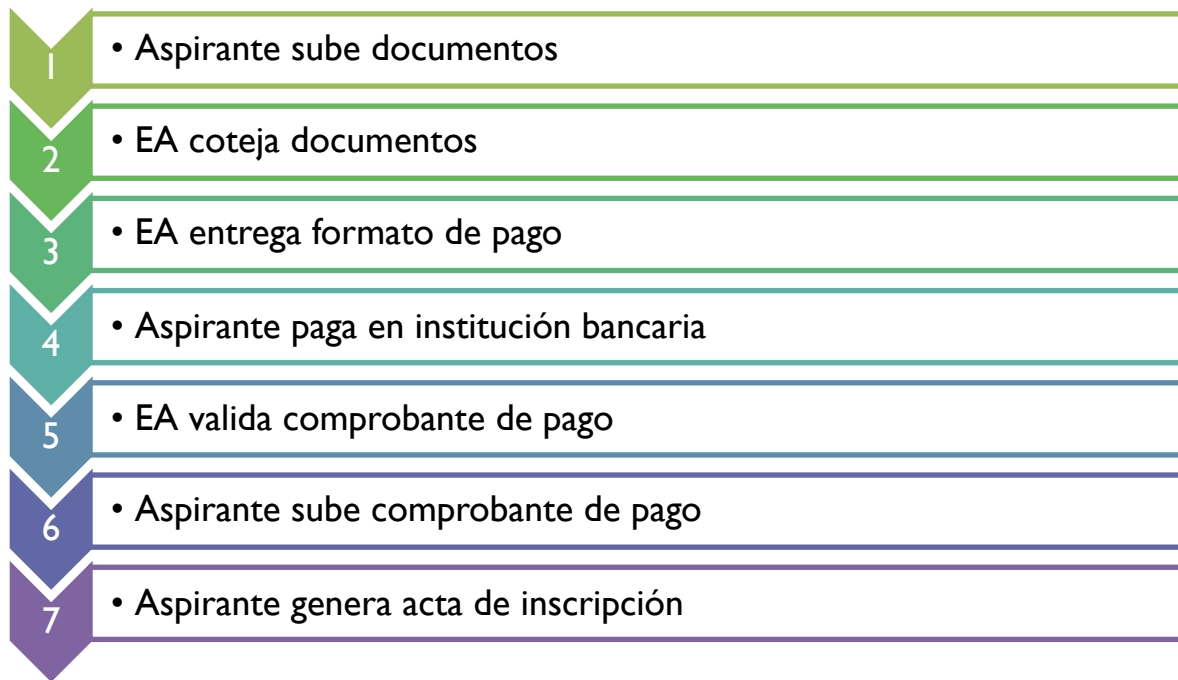 1
• Aspirante sube documentos
2
• EA coteja documentos
3
• EA entrega formato de pago
4
• Aspirante paga en institución bancaria
5
• EA valida comprobante de pago
6
• Aspirante sube comprobante de pago
7
• Aspirante genera acta de inscripción